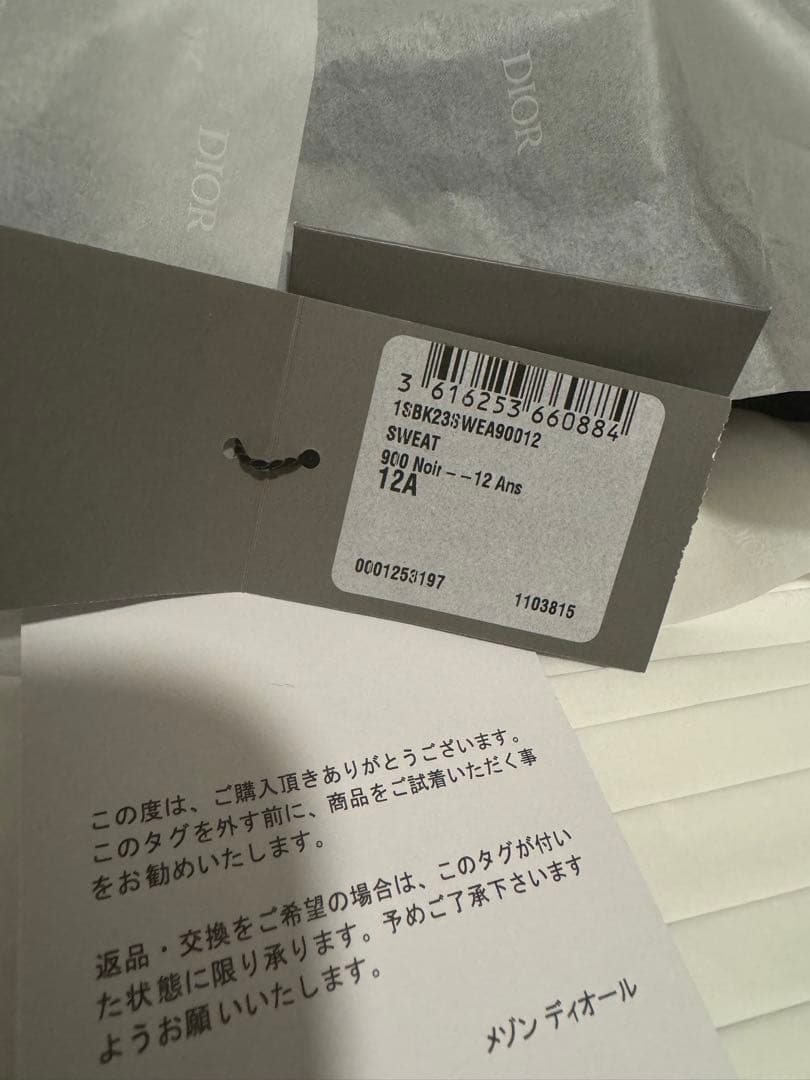 DIOR
DIOR
3 616253 660884
1SBK23SWEA90012
SWEAT
900 Noir - -12 Ans
12A
0001253197
1103815
この度は、ご購入頂きありがとうございます。
このタグを外す前に、商品をご試着いただく事
をお勧めいたします。
返品・交換をご希望の場合は、このタグが付い
た状態に限り承ります。予めご了承下さいます
ようお願いいたします。
メゾン ディオール